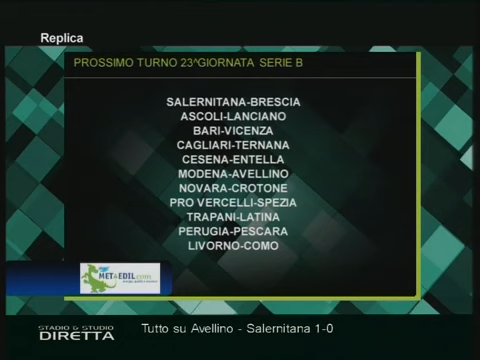 Replica
PROSSIMO TURNO 23^GIORNATA SERIE B
SALERNITANA-BRESCIA
ASCOLI-LANCIANO
BARI-VICENZA
CAGLIARI-TERNANA
CESENA-ENTELLA
MODENA-AVELLINO
NOVARA-CROTONE
PRO VERCELLI-SPEZIA
TRAPANI-LATINA
PERUGIA-PESCARA
LIVORNO-COMO
METAEDIL.com
STADIO & STUDIO
DIRETTA
Tutto su Avellino - Salernitana 1-0